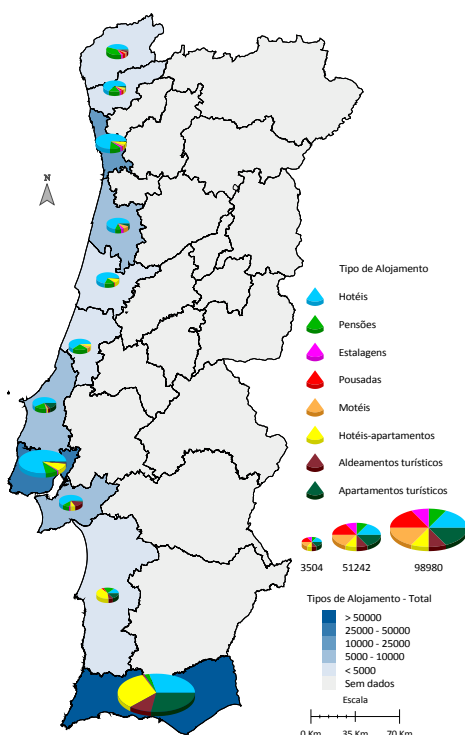 N
Tipo de Alojamento
Hotéis
Pensões
Estalagens
Pousadas
Motéis
Hotéis-apartamentos
Aldeamentos turísticos
Apartamentos turísticos
3504 51242 98980
Tipos de Alojamento - Total
> 50000
25000 - 50000
10000 - 25000
5000 - 10000
< 5000
Sem dados
Escala
0 Km 35 Km 70 Km